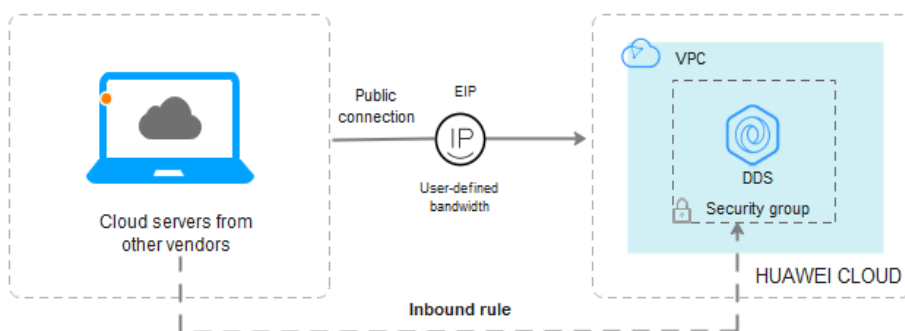 Public
connection
EIP
IP
User-defined
bandwidth
VPC
DDS
Security group
Cloud servers from
other vendors
HUAWEI CLOUD
Inbound rule